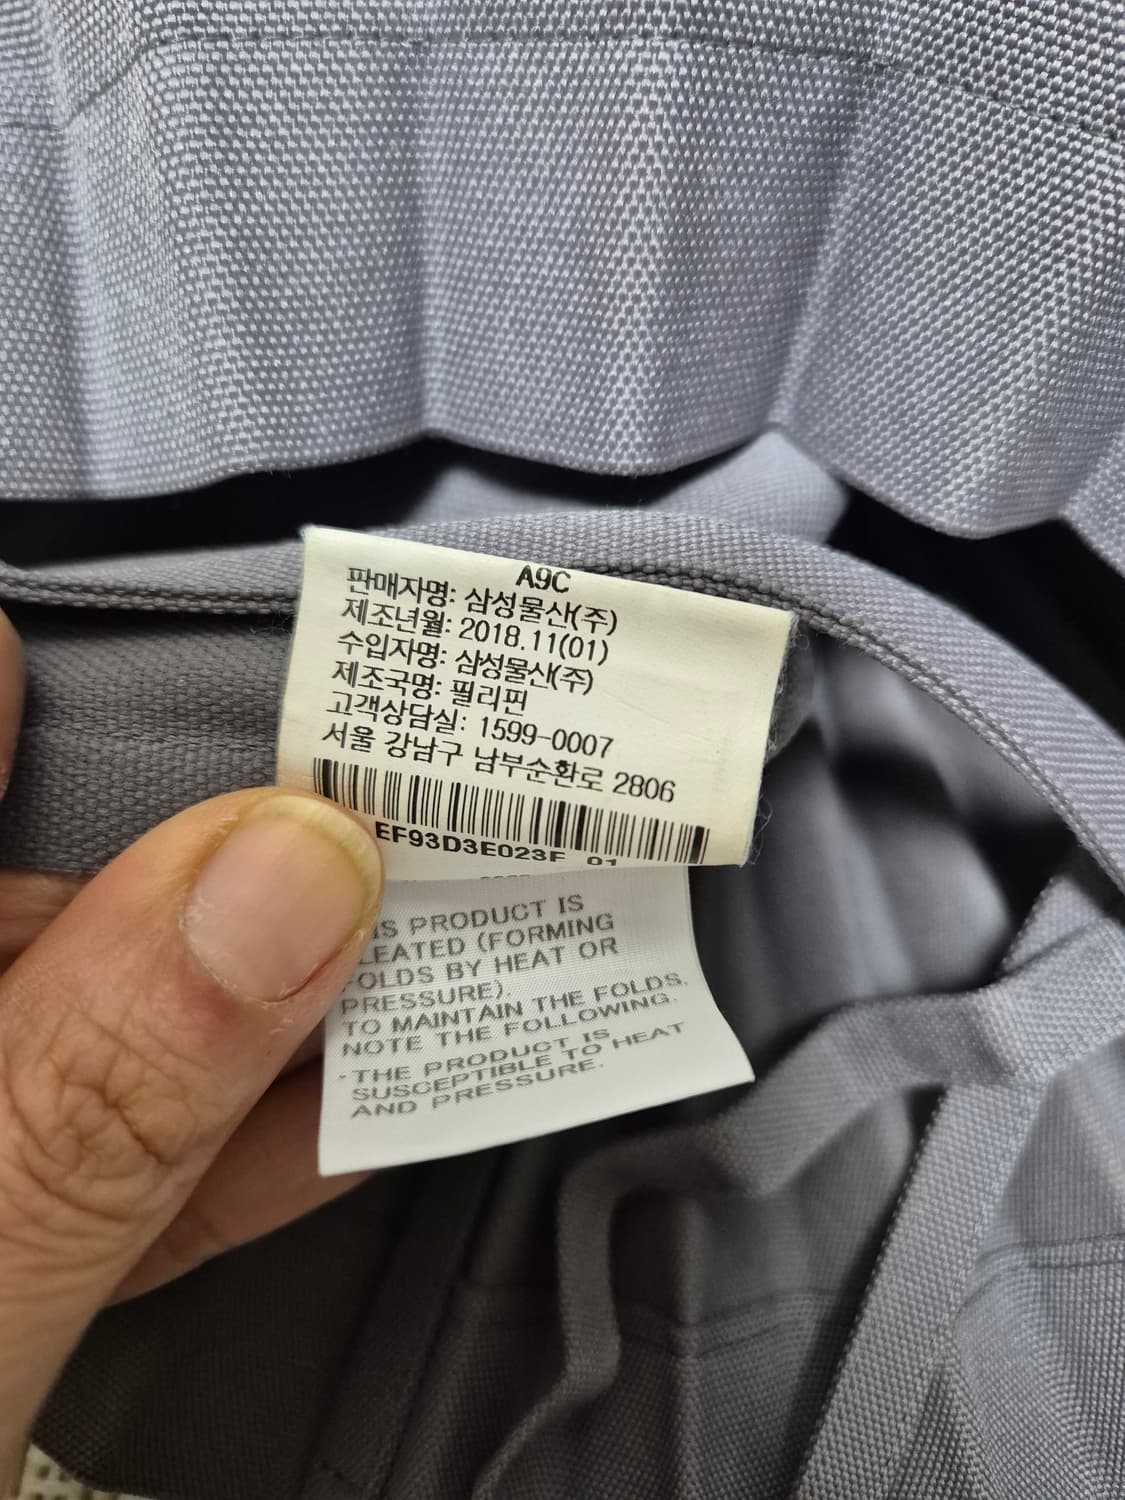 A9C
판매자명: 삼성물산(주)
제조년월: 2018.11(01)
수입자명: 삼성물산(주)
제조국명: 필리핀
고객상담실: 1599-0007
서울 강남구 남부순환로 2806
EF93D3E023F 01
IS PRODUCT IS
LEATED (FORMING
FOLDS BY HEAT OR
PRESSURE).
TO MAINTAIN THE FOLDS,
NOTE THE FOLLOWING.
-THE PRODUCT IS
SUSCEPTIBLE TO HEAT
AND PRESSURE.